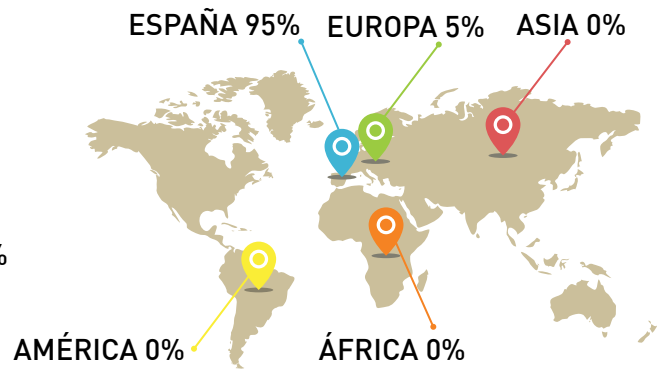 ESPAÑA 95%
EUROPA 5%
ASIA 0%
%
AMÉRICA 0%
ÁFRICA 0%